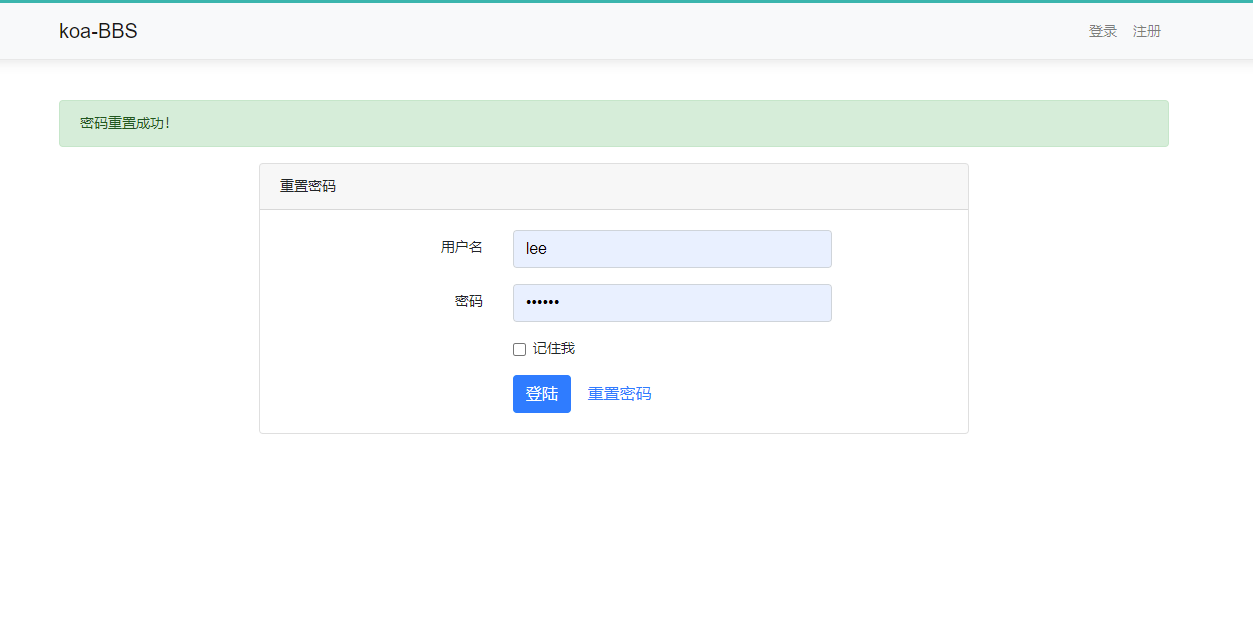 koa-BBS
登录 注册
密码重置成功！
重置密码
用户名 lee
密码 ••••••
记住我
登陆 重置密码